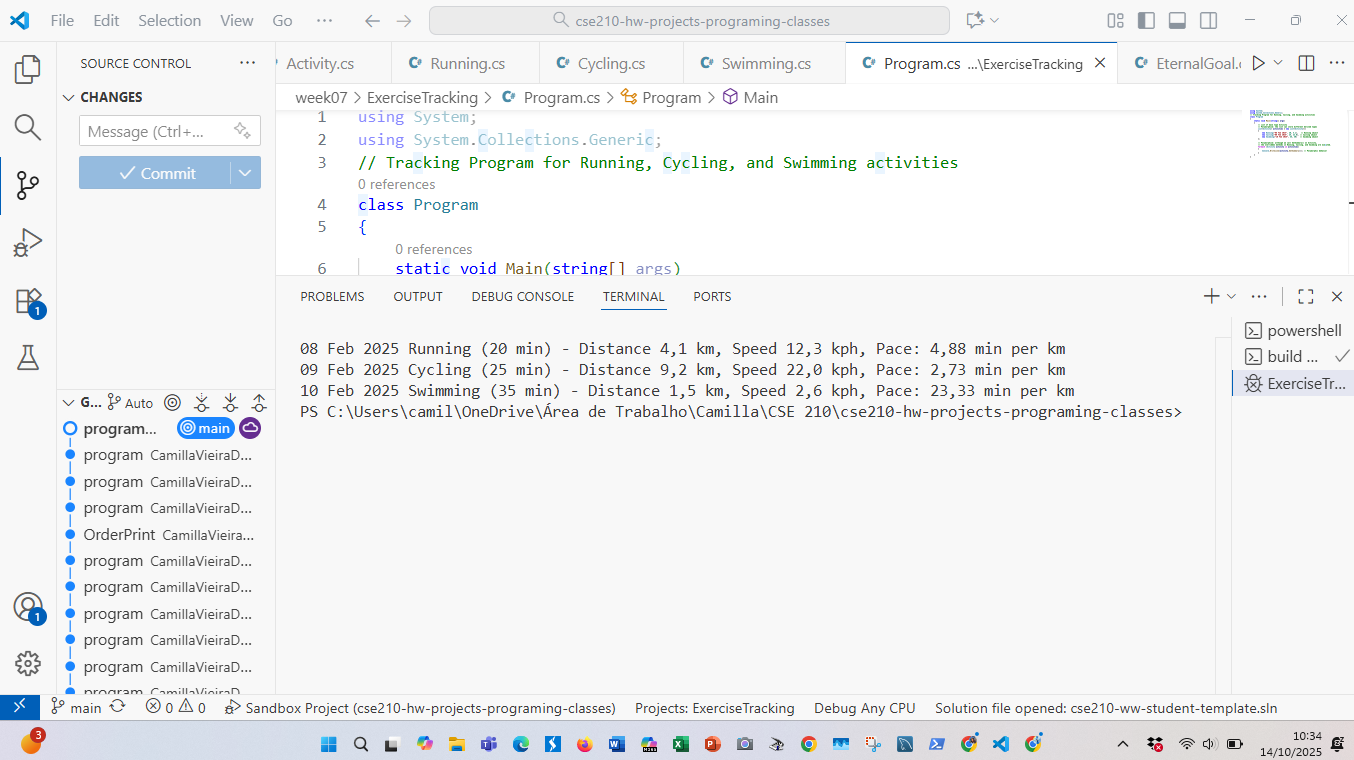 File Edit Selection View Go ··· cse210-hw-projects-programing-classes
SOURCE CONTROL ···
Activity.cs Running.cs Cycling.cs Swimming.cs Program.cs ...\ExerciseTracking EternalGoal.c
CHANGES
week07 > ExerciseTracking > Program.cs > Program > Main
Message (Ctrl+...
Commit
1 using System;
2 using System.Collections.Generic;
3 // Tracking Program for Running, Cycling, and Swimming activities
0 references
4 class Program
5 {
0 references
6 static void Main(string[] args)
1
PROBLEMS OUTPUT DEBUG CONSOLE TERMINAL PORTS
08 Feb 2025 Running (20 min) - Distance 4,1 km, Speed 12,3 kph, Pace: 4,88 min per km
09 Feb 2025 Cycling (25 min) - Distance 9,2 km, Speed 22,0 kph, Pace: 2,73 min per km
10 Feb 2025 Swimming (35 min) - Distance 1,5 km, Speed 2,6 kph, Pace: 23,33 min per km
PS C:\Users\camil\OneDrive\Área de Trabalho\Camilla\CSE 210\cse210-hw-projects-programing-classes>
powershell
build ...
ExerciseTr...
G... Auto
program... main
program CamillaVieiraD...
program CamillaVieiraD...
program CamillaVieiraD...
OrderPrint CamillaVieira...
program CamillaVieiraD...
program CamillaVieiraD...
program CamillaVieiraD...
program CamillaVieiraD...
program CamillaVieiraD...
program CamillaVieiraD...
1
main 0 0 Sandbox Project (cse210-hw-projects-programing-classes) Projects: ExerciseTracking Debug Any CPU Solution file opened: cse210-ww-student-template.sln
3
10:34
14/10/2025